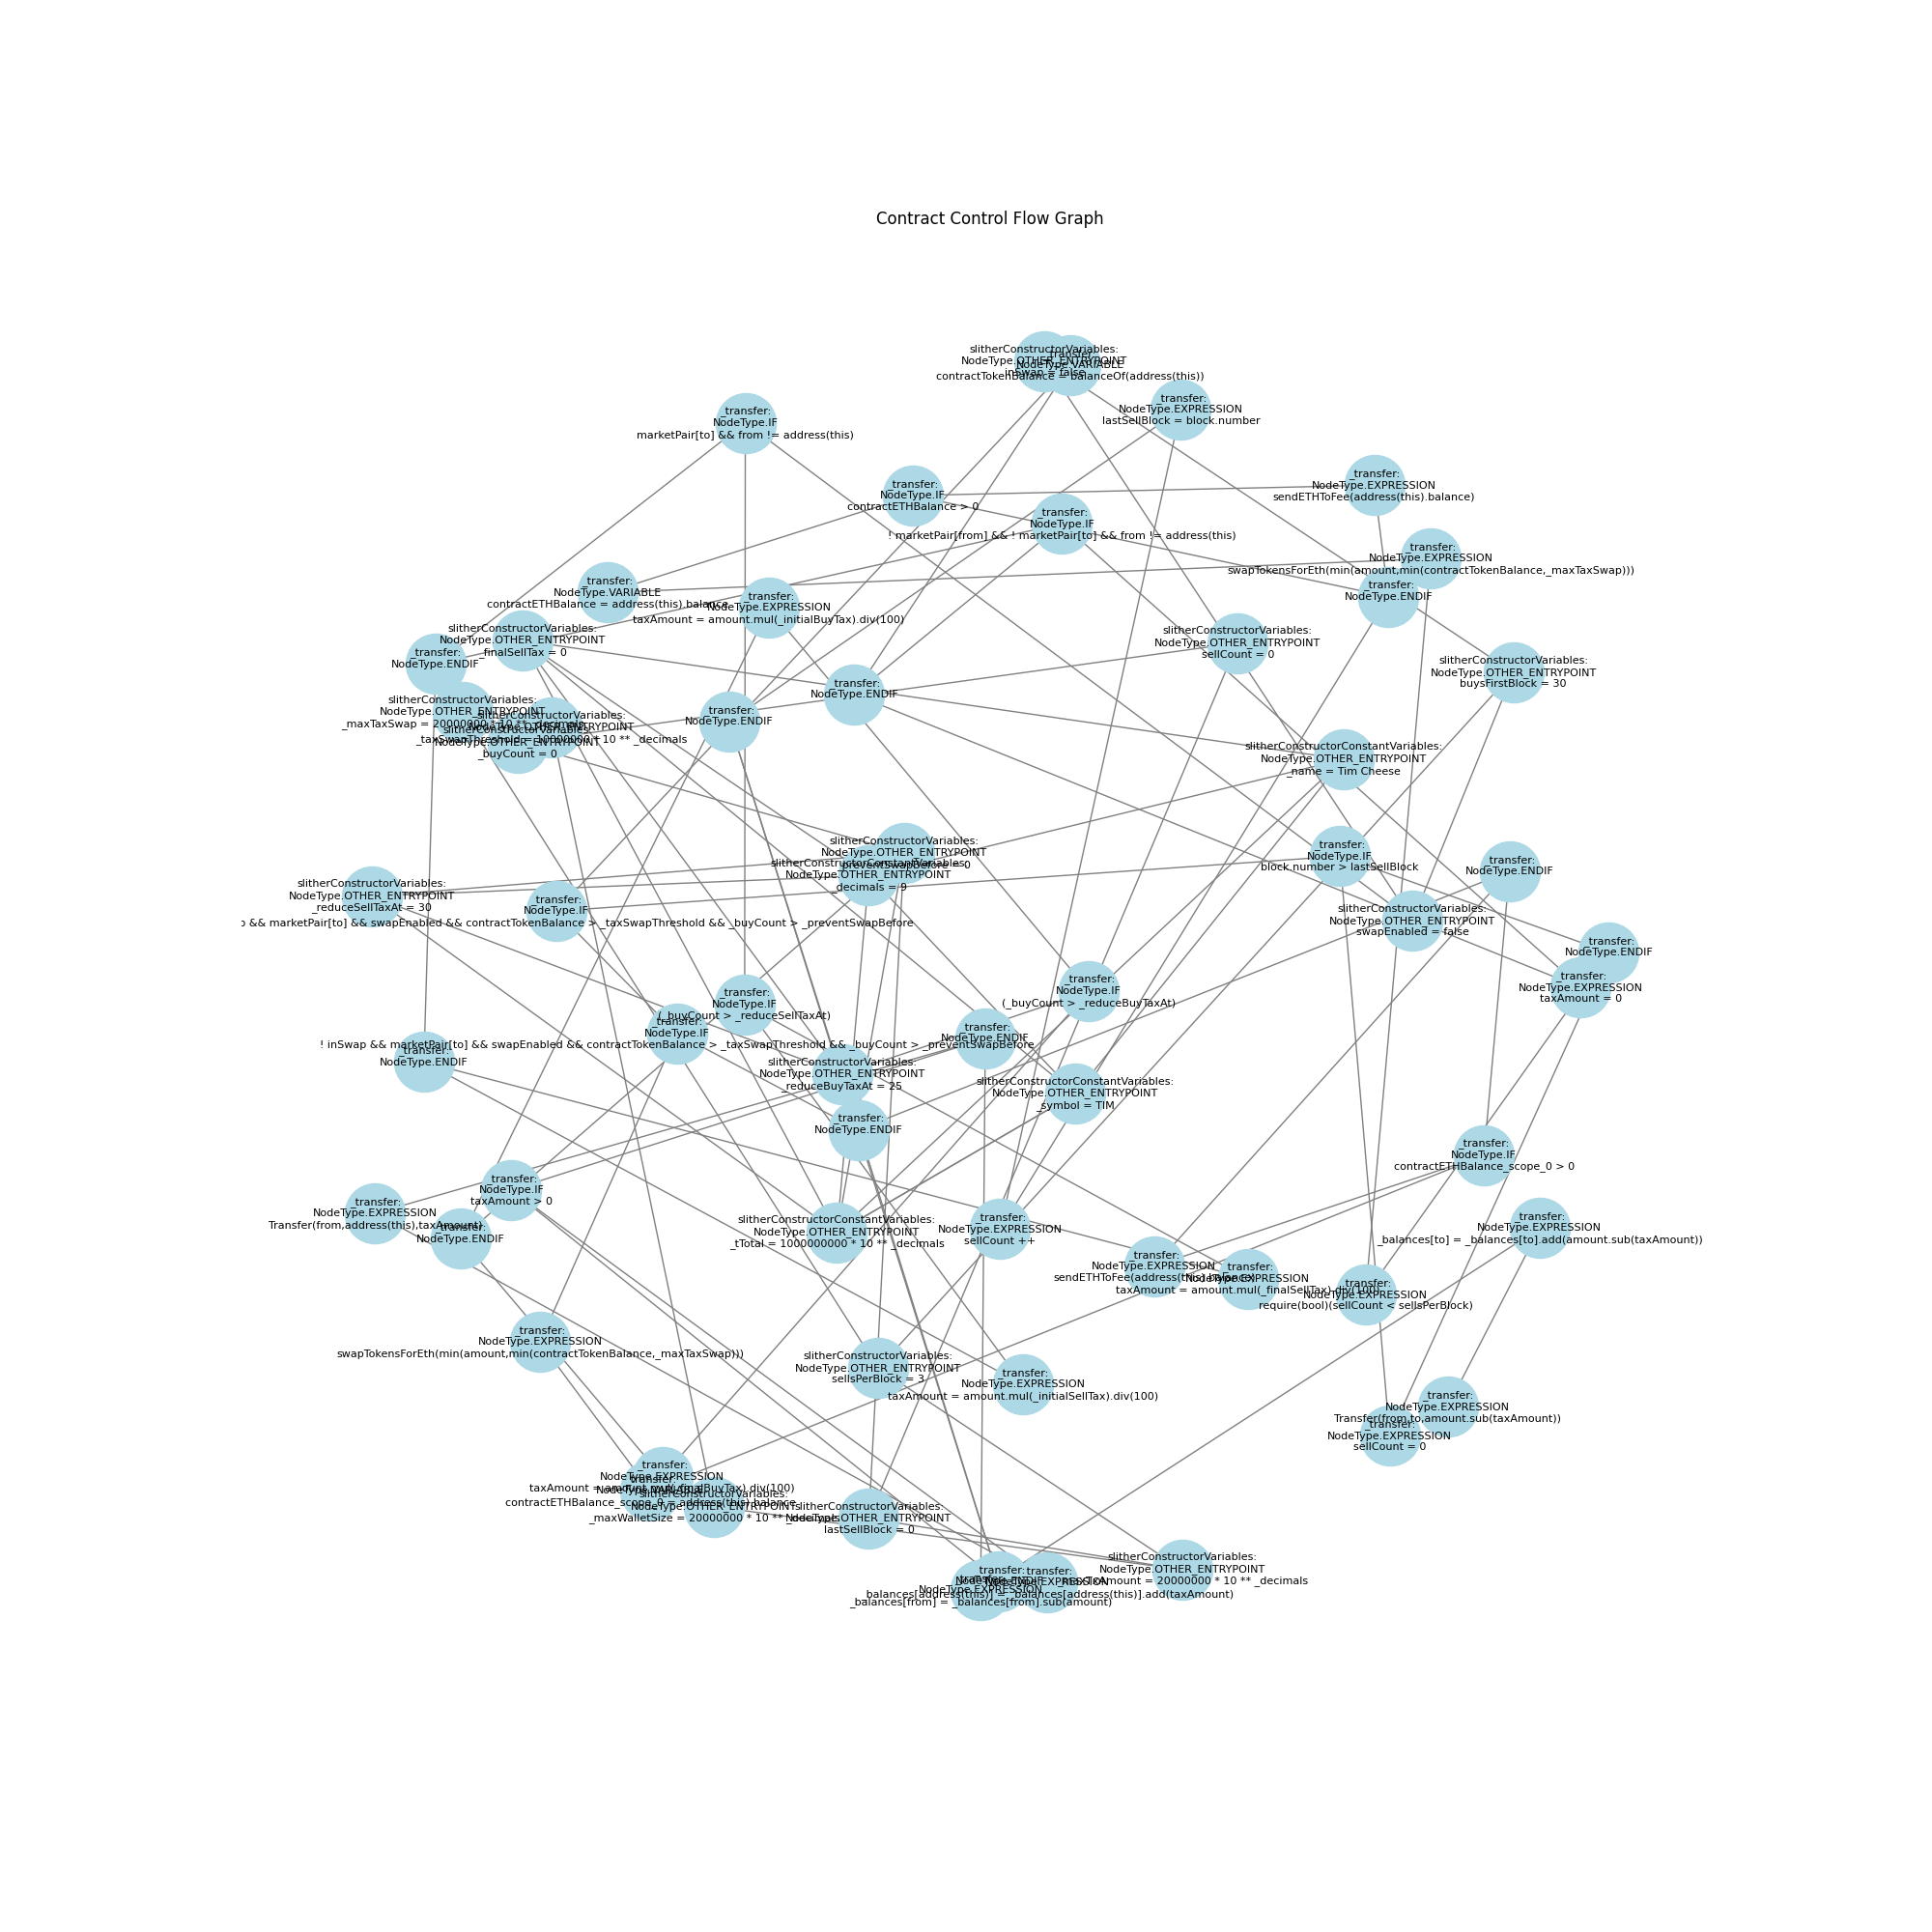 Contract Control Flow Graph
slitherConstructorVariables:
NodeType.OTHER_ENTRYPOINT
inSwap = false
_transfer:
NodeType.VARIABLE
contractTokenBalance = balanceOf(address(this))
_transfer:
NodeType.EXPRESSION
lastSellBlock = block.number
_transfer:
NodeType.IF
marketPair[to] && from != address(this)
_transfer:
NodeType.IF
contractETHBalance > 0
_transfer:
NodeType.EXPRESSION
sendETHToFee(address(this).balance)
_transfer:
NodeType.IF
! marketPair[from] && ! marketPair[to] && from != address(this)
_transfer:
NodeType.EXPRESSION
swapTokensForEth(min(amount,min(contractTokenBalance,_maxTaxSwap)))
_transfer:
NodeType.ENDIF
_transfer:
NodeType.VARIABLE
contractETHBalance = address(this).balance
_transfer:
NodeType.EXPRESSION
taxAmount = amount.mul(_initialBuyTax).div(100)
slitherConstructorVariables:
NodeType.OTHER_ENTRYPOINT
_finalSellTax = 0
_transfer:
NodeType.ENDIF
slitherConstructorVariables:
NodeType.OTHER_ENTRYPOINT
sellCount = 0
slitherConstructorVariables:
NodeType.OTHER_ENTRYPOINT
buysFirstBlock = 30
_transfer:
NodeType.ENDIF
_transfer:
NodeType.ENDIF
slitherConstructorVariables:
NodeType.OTHER_ENTRYPOINT
_maxTaxSwap = 20000000 * 10 ** _decimals
slitherConstructorVariables:
NodeType.OTHER_ENTRYPOINT
_taxSwapThreshold = 10000000 * 10 ** _decimals
slitherConstructorVariables:
NodeType.OTHER_ENTRYPOINT
_buyCount = 0
slitherConstructorConstantVariables:
NodeType.OTHER_ENTRYPOINT
_name = Tim Cheese
slitherConstructorVariables:
NodeType.OTHER_ENTRYPOINT
_preventSwapBefore = 0
slitherConstructorConstantVariables:
NodeType.OTHER_ENTRYPOINT
_decimals = 9
_transfer:
NodeType.IF
block.number > lastSellBlock
_transfer:
NodeType.ENDIF
slitherConstructorVariables:
NodeType.OTHER_ENTRYPOINT
_reduceSellTaxAt = 30
_transfer:
NodeType.IF
&& marketPair[to] && swapEnabled && contractTokenBalance > _taxSwapThreshold && _buyCount > _preventSwapBefore
slitherConstructorVariables:
NodeType.OTHER_ENTRYPOINT
swapEnabled = false
_transfer:
NodeType.ENDIF
_transfer:
NodeType.EXPRESSION
taxAmount = 0
_transfer:
NodeType.IF
(_buyCount > _reduceBuyTaxAt)
_transfer:
NodeType.IF
(_buyCount > _reduceSellTaxAt)
_transfer:
NodeType.IF
! inSwap && marketPair[to] && swapEnabled && contractTokenBalance > _taxSwapThreshold && _buyCount > _preventSwapBefore
_transfer:
NodeType.ENDIF
_transfer:
NodeType.ENDIF
slitherConstructorVariables:
NodeType.OTHER_ENTRYPOINT
_reduceBuyTaxAt = 25
slitherConstructorConstantVariables:
NodeType.OTHER_ENTRYPOINT
_symbol = TIM
_transfer:
NodeType.ENDIF
_transfer:
NodeType.IF
contractETHBalance_scope_0 > 0
_transfer:
NodeType.IF
taxAmount > 0
_transfer:
NodeType.EXPRESSION
Transfer(from,address(this),taxAmount)
_transfer:
NodeType.ENDIF
slitherConstructorConstantVariables:
NodeType.OTHER_ENTRYPOINT
_tTotal = 1000000000 * 10 ** _decimals
_transfer:
NodeType.EXPRESSION
sellCount ++
_transfer:
NodeType.EXPRESSION
_balances[to] = _balances[to].add(amount.sub(taxAmount))
_transfer:
NodeType.EXPRESSION
sendETHToFee(address(this).balance)
_transfer:
NodeType.EXPRESSION
taxAmount = amount.mul(_finalSellTax).div(100)
_transfer:
NodeType.EXPRESSION
require(bool)(sellCount < sellsPerBlock)
_transfer:
NodeType.EXPRESSION
swapTokensForEth(min(amount,min(contractTokenBalance,_maxTaxSwap)))
slitherConstructorVariables:
NodeType.OTHER_ENTRYPOINT
sellsPerBlock = 3
_transfer:
NodeType.EXPRESSION
taxAmount = amount.mul(_initialSellTax).div(100)
_transfer:
NodeType.EXPRESSION
Transfer(from,to,amount.sub(taxAmount))
_transfer:
NodeType.EXPRESSION
sellCount = 0
_transfer:
NodeType.EXPRESSION
taxAmount = amount.mul(_finalBuyTax).div(100)
_transfer:
NodeType.VARIABLE
contractETHBalance_scope_0 = address(this).balance
slitherConstructorVariables:
NodeType.OTHER_ENTRYPOINT
_maxWalletSize = 20000000 * 10 ** _decimals
slitherConstructorVariables:
NodeType.OTHER_ENTRYPOINT
lastSellBlock = 0
slitherConstructorVariables:
NodeType.OTHER_ENTRYPOINT
Amount = 20000000 * 10 ** _decimals
_transfer:
NodeType.ENDIF
_transfer:
NodeType.EXPRESSION
_balances[address(this)] = _balances[address(this)].add(taxAmount)
_transfer:
NodeType.EXPRESSION
_balances[from] = _balances[from].sub(amount)